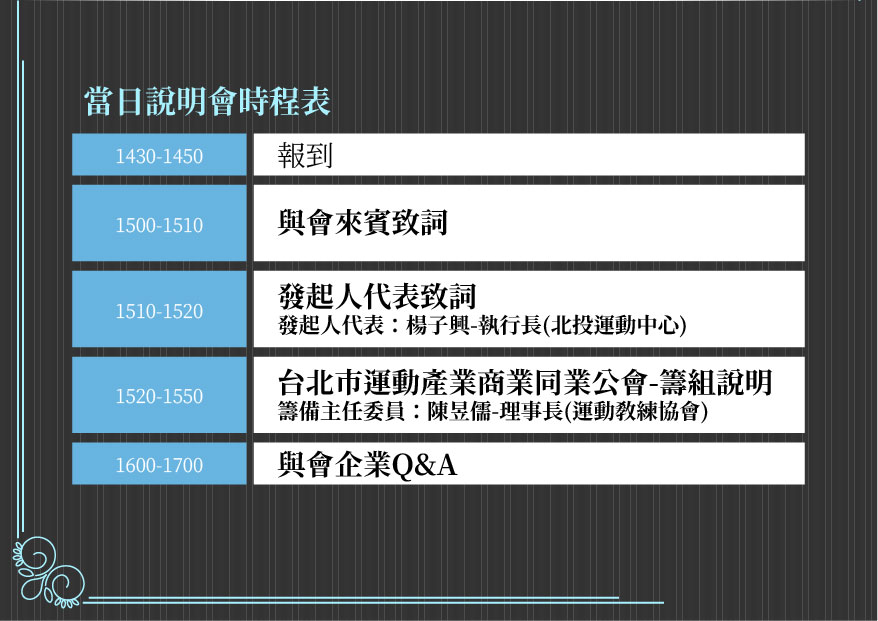 當日說明會時程表
1430-1450
報到
1500-1510
與會來賓致詞
1510-1520
發起人代表致詞
發起人代表：楊子興-執行長(北投運動中心)
1520-1550
台北市運動產業商業同業公會-籌組說明
籌備主任委員：陳昱儒-理事長(運動教練協會)
1600-1700
與會企業Q&A